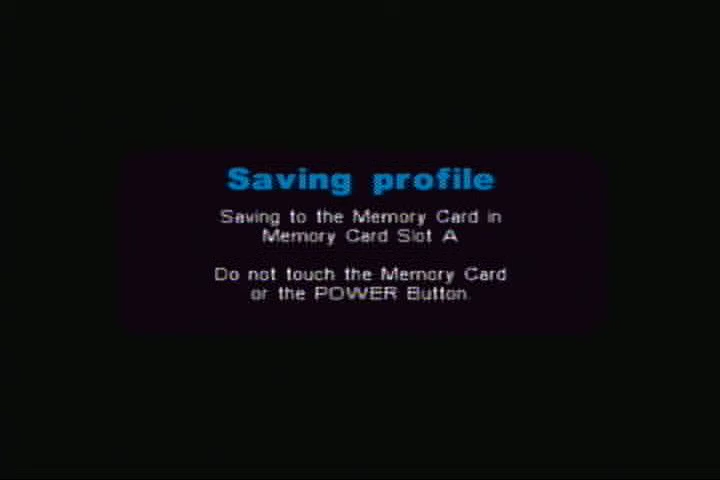 Saving profile
Saving to the Memory Card in
Memory Card Slot A
Do not touch the Memory Card
or the POWER Button.